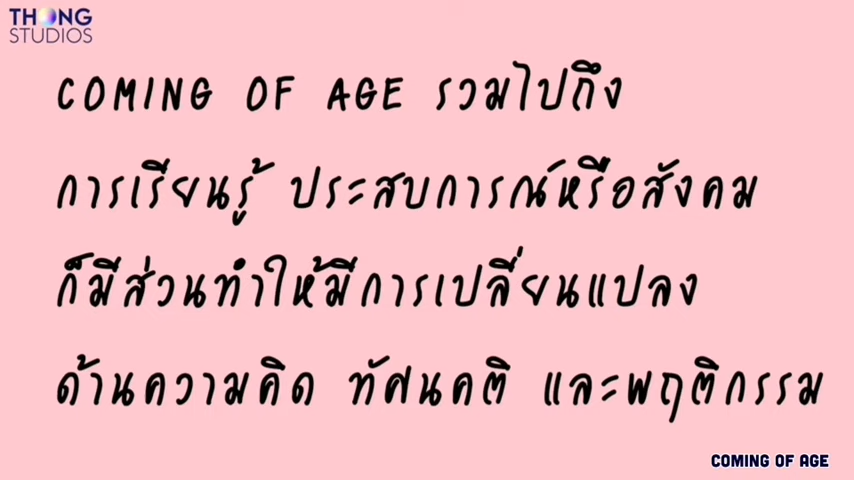 THONG
STUDIOS
COMING OF AGE รวมไปถึง
การเรียนรู้ ประสบการณ์หรือสังคม
ก็มีส่วนทำให้มีการเปลี่ยนแปลง
ด้านความคิด ทัศนคติ และพฤติกรรม
COMING OF AGE